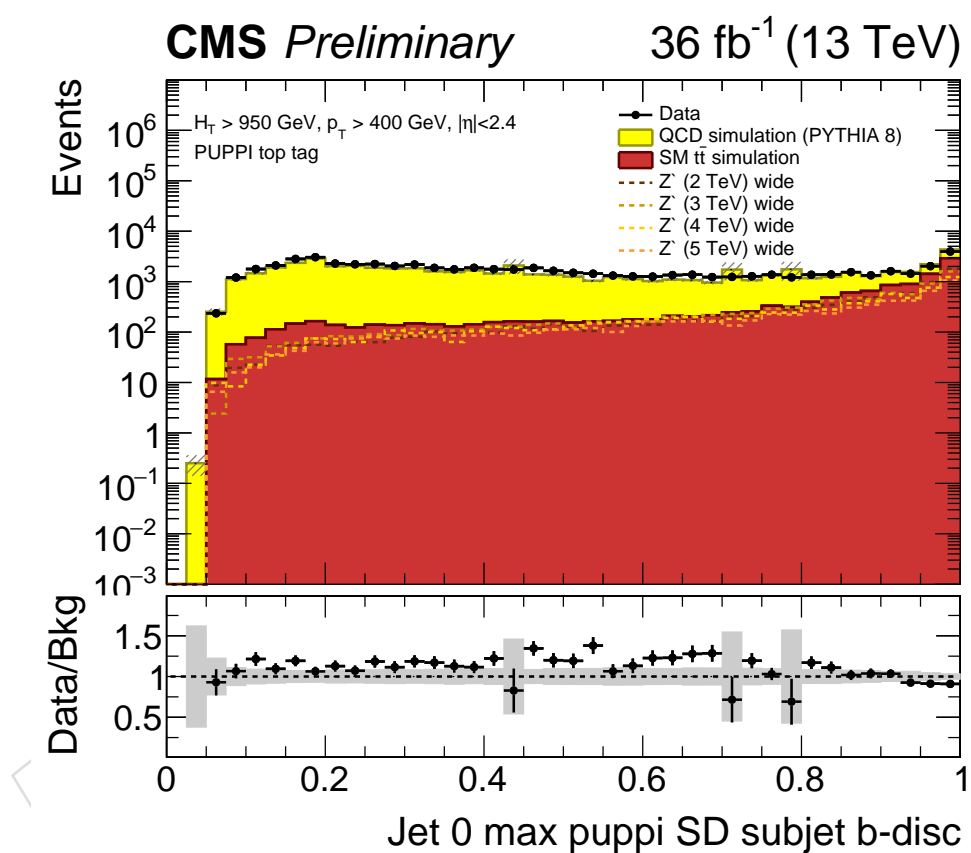 CMS Preliminary 36 fb⁻¹ (13 TeV)
Events
H_T > 950 GeV, p_T > 400 GeV, |η|<2.4
PUPPI top tag
Data
QCD simulation (PYTHIA 8)
SM tt̄ simulation
Z` (2 TeV) wide
Z` (3 TeV) wide
Z` (4 TeV) wide
Z` (5 TeV) wide
10⁶
10⁵
10⁴
10³
10²
10
1
10⁻¹
10⁻²
10⁻³
Data/Bkg
1.5
1
0.5
0 0.2 0.4 0.6 0.8 1
Jet 0 max puppi SD subjet b-disc